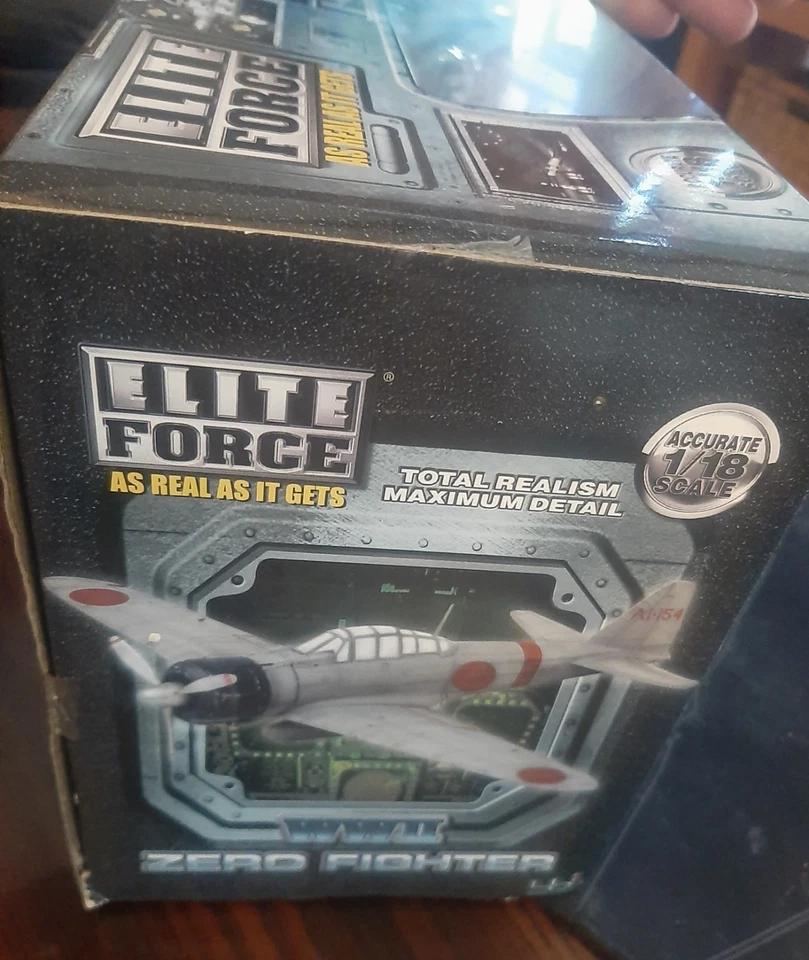 ELITE
FORCE
AS REAL AS IT GETS
ELITE
FORCE
®
AS REAL AS IT GETS
TOTAL REALISM
MAXIMUM DETAIL
ACCURATE
1/18
SCALE
AI-154
WWII
ZERO FIGHTER